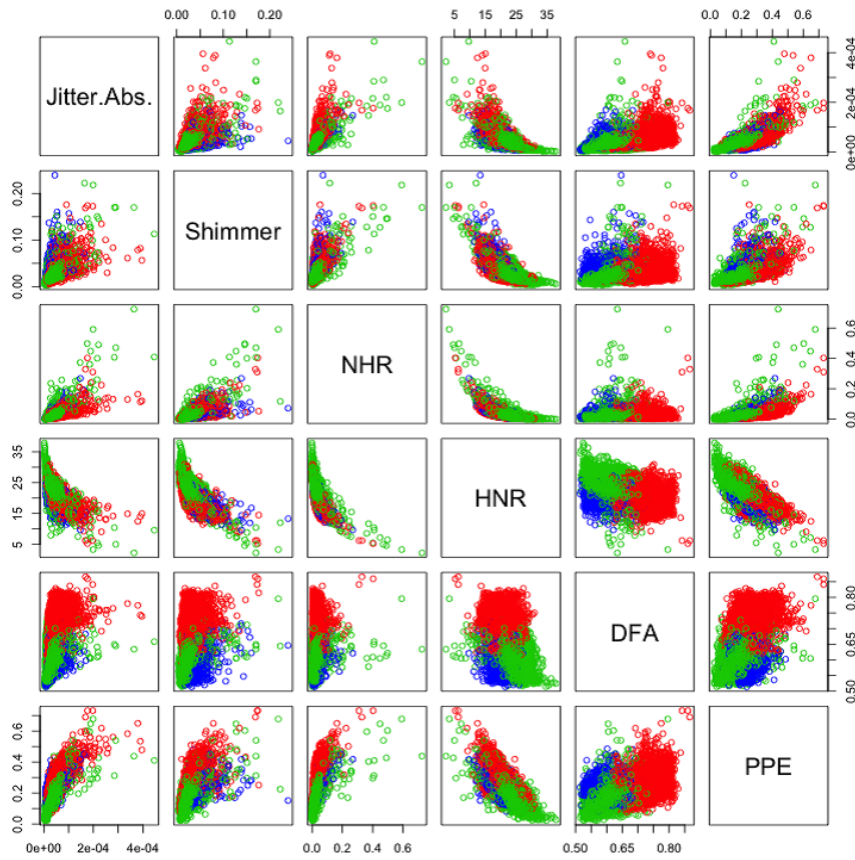 0.00 0.10 0.20 5 15 25 35 0.0 0.2 0.4 0.6
Jitter.Abs. 0e+00 2e-04 4e-04
0.00 0.10 0.20 Shimmer
NHR 0.0 0.2 0.4 0.6
5 15 25 35 HNR
DFA 0.50 0.65 0.80
0.0 0.2 0.4 0.6 PPE
0e+00 2e-04 4e-04 0.0 0.2 0.4 0.6 0.50 0.65 0.80